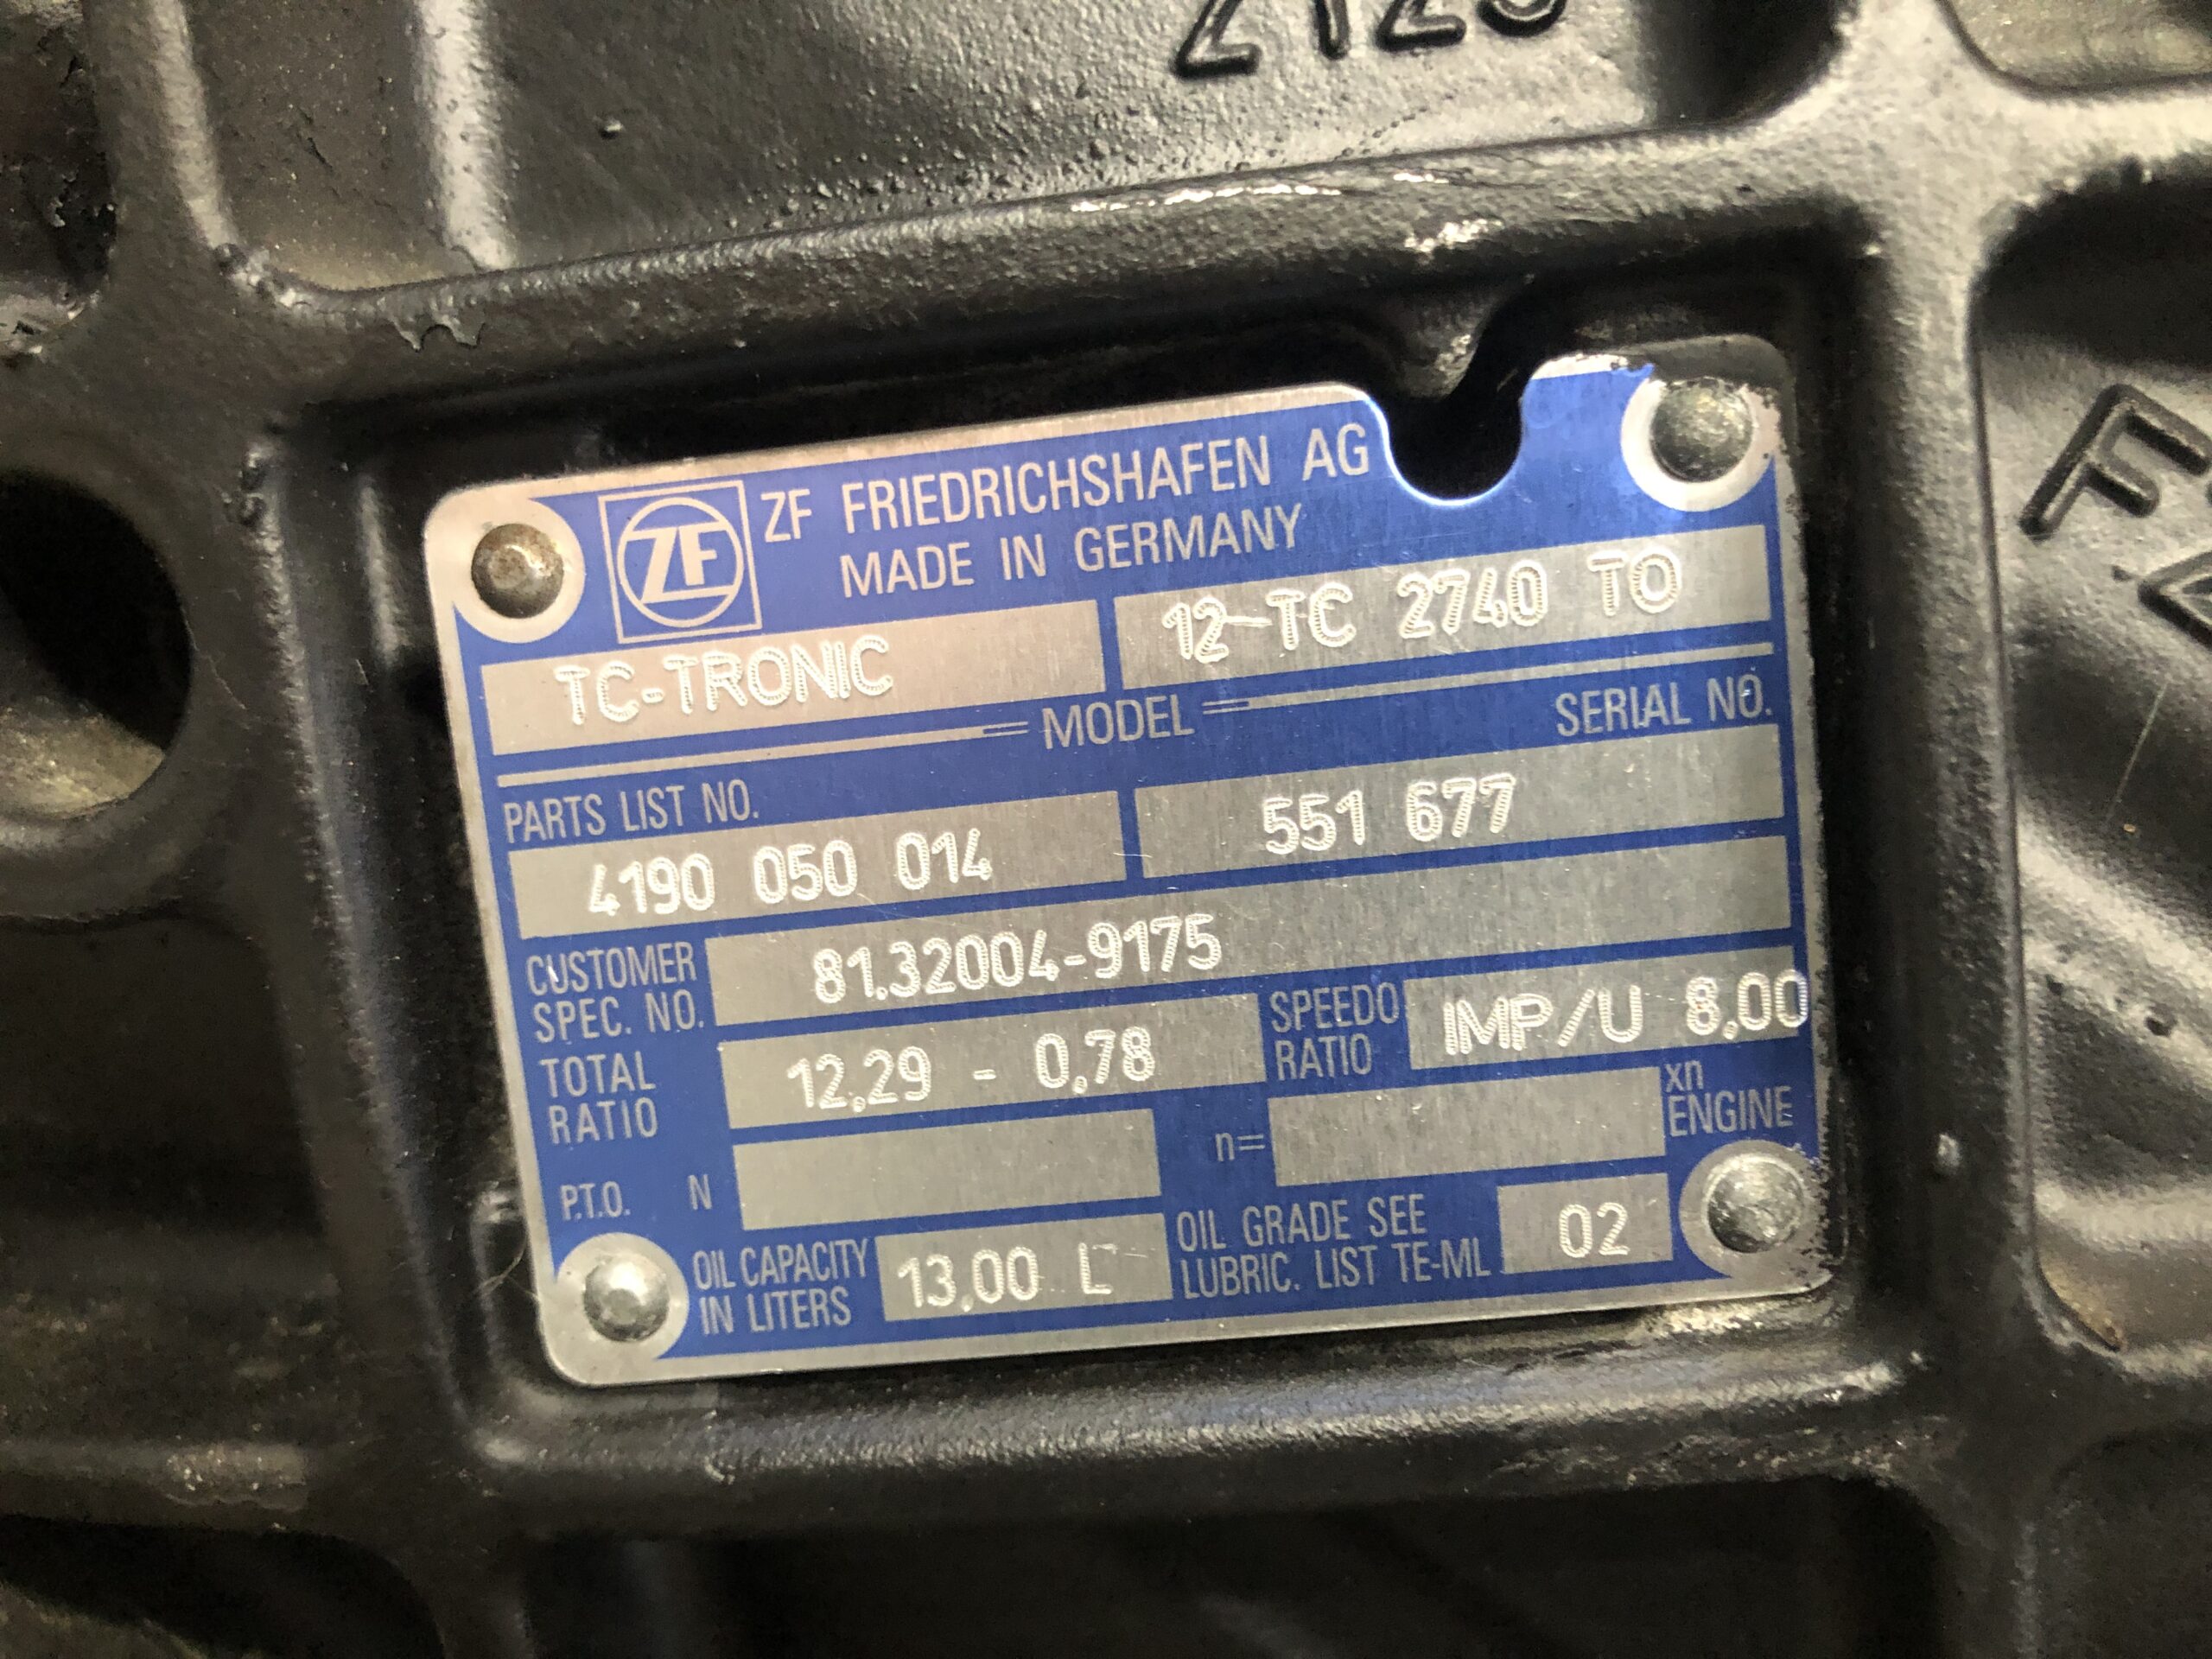 ZF
ZF FRIEDRICHSHAFEN AG
MADE IN GERMANY
TC-TRONIC 12-TC 2740 TO
MODEL
SERIAL NO.
PARTS LIST NO.
4190 050 014 551 677
CUSTOMER SPEC. NO. 81.32004-9175
TOTAL RATIO 12,29 - 0,78 SPEEDO RATIO IMP/U 8,00
P.T.O. N n= xn ENGINE
OIL CAPACITY IN LITERS 13,00 L OIL GRADE SEE LUBRIC. LIST TE-ML 02